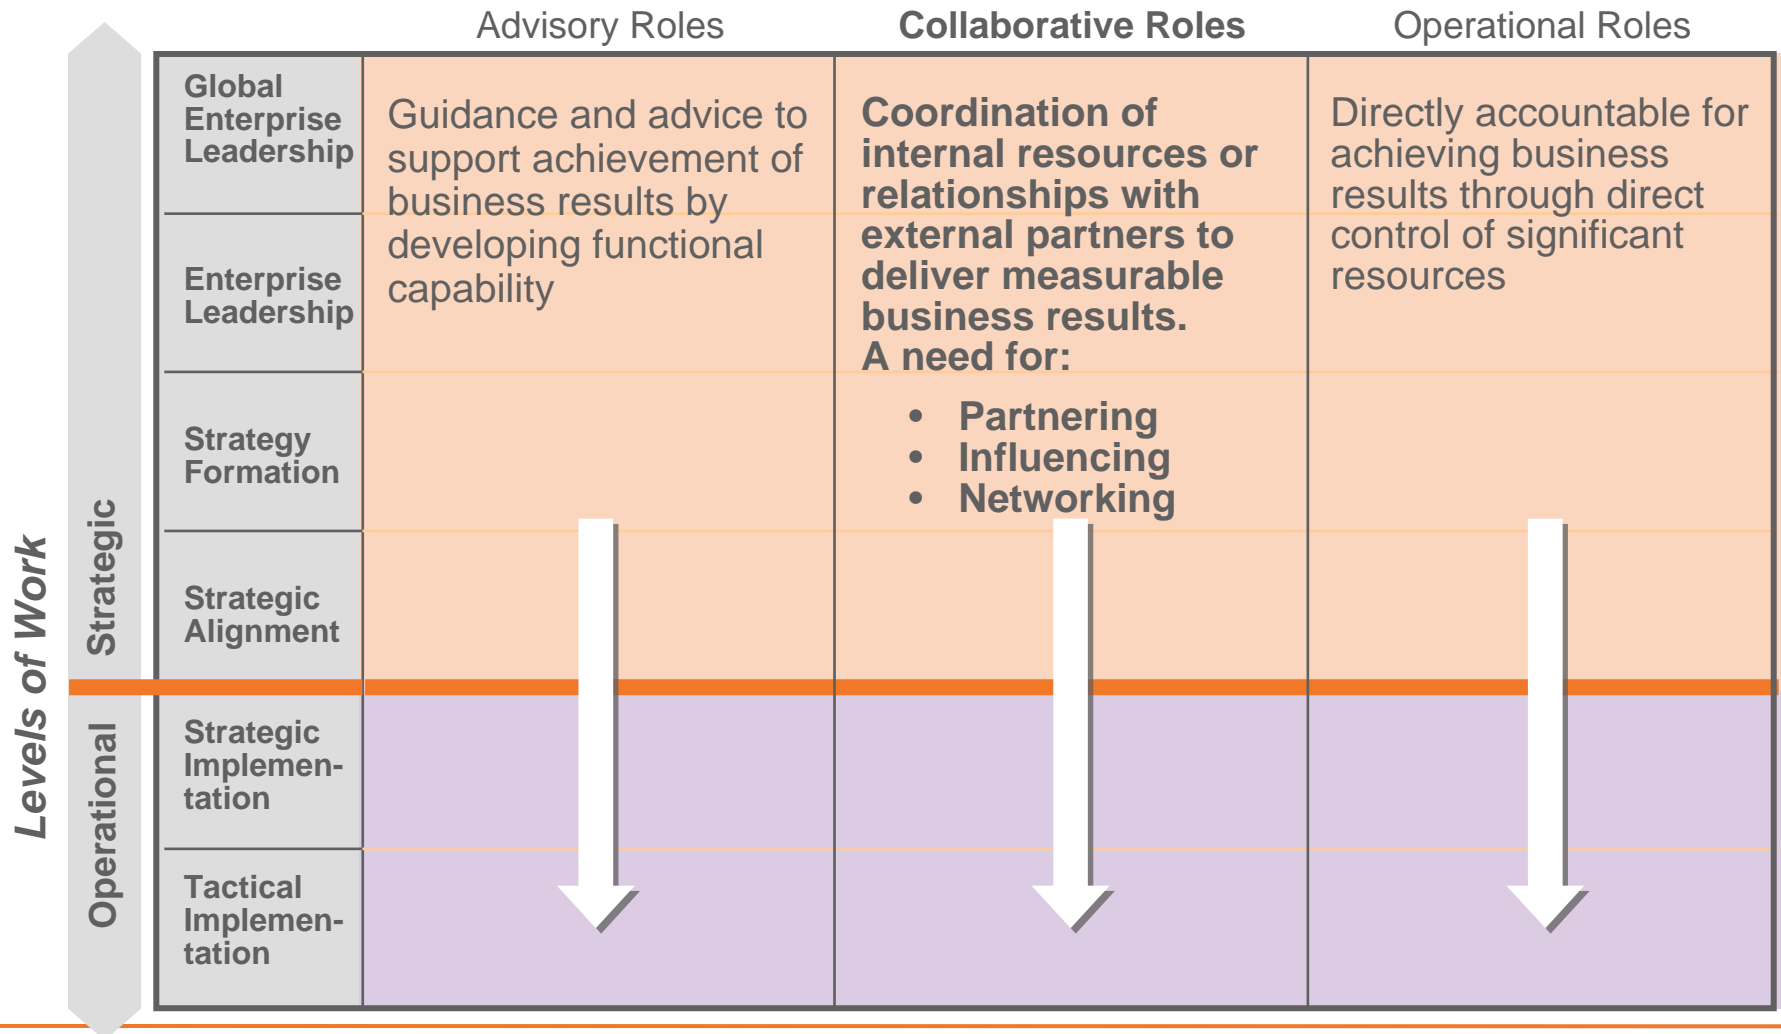 Advisory Roles
Collaborative Roles
Operational Roles
Levels of Work
Strategic
Operational
Global
Enterprise
Leadership
Enterprise
Leadership
Strategy
Formation
Strategic
Alignment
Strategic
Implemen-
tation
Tactical
Implemen-
tation
Guidance and advice to
support achievement of
business results by
developing functional
capability
Coordination of
internal resources or
relationships with
external partners to
deliver measurable
business results.
A need for:
• Partnering
• Influencing
• Networking
Directly accountable for
achieving business
results through direct
control of significant
resources